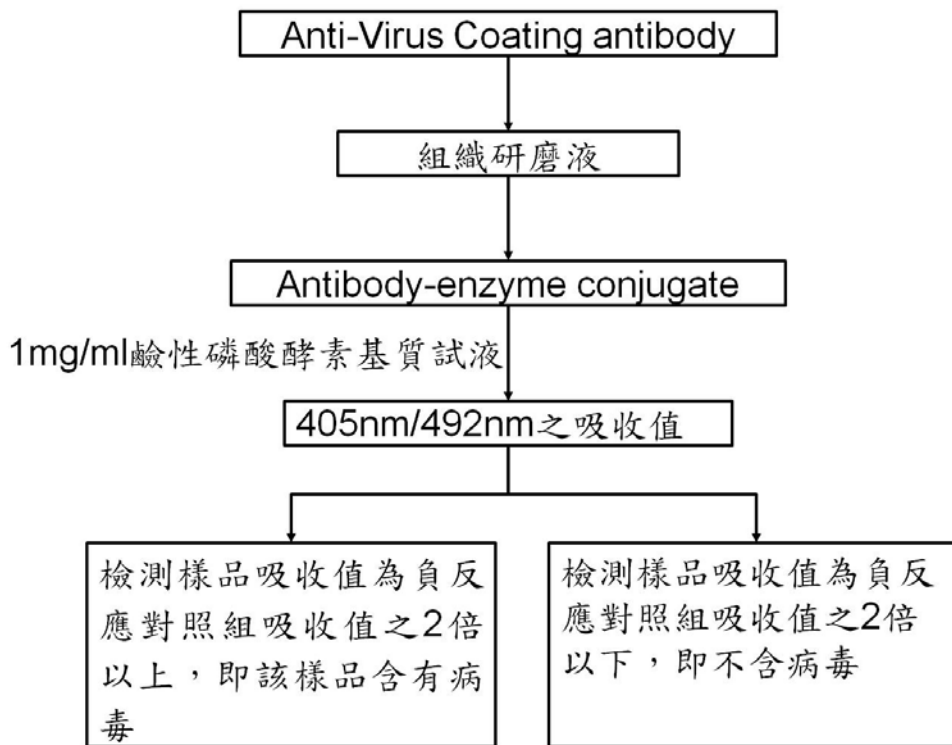 Anti-Virus Coating antibody
組織研磨液
Antibody-enzyme conjugate
1mg/ml鹼性磷酸酵素基質試液
405nm/492nm之吸收值
檢測樣品吸收值為負反
應對照組吸收值之2倍
以上，即該樣品含有病
毒
檢測樣品吸收值為負反
應對照組吸收值之2倍
以下，即不含病毒